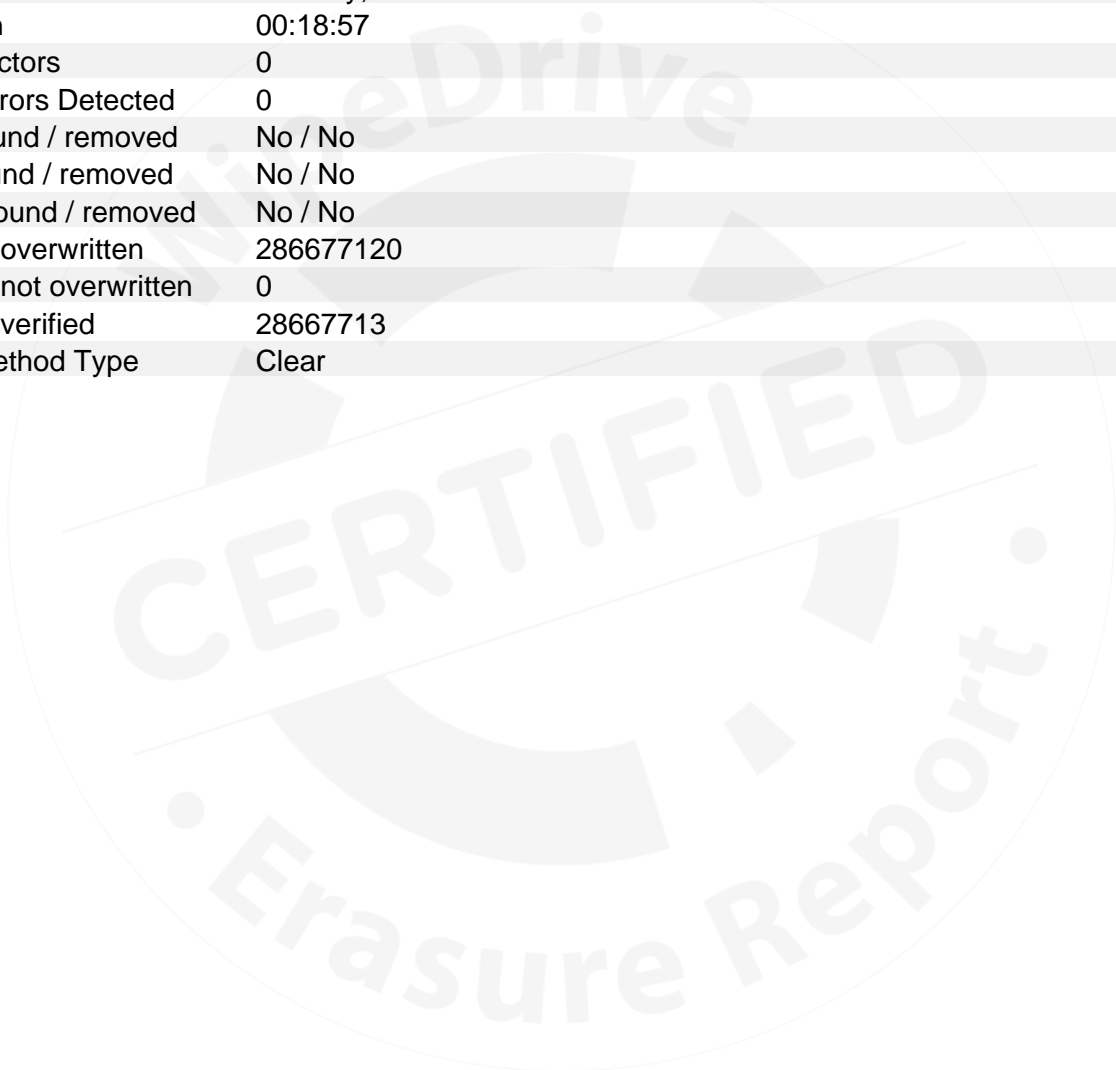 00:18:57
ctors 0
rors Detected 0
und / removed No / No
und / removed No / No
ound / removed No / No
overwritten 286677120
not overwritten 0
verified 28667713
ethod Type Clear
WipeDrive
CERTIFIED
• Erasure Report •